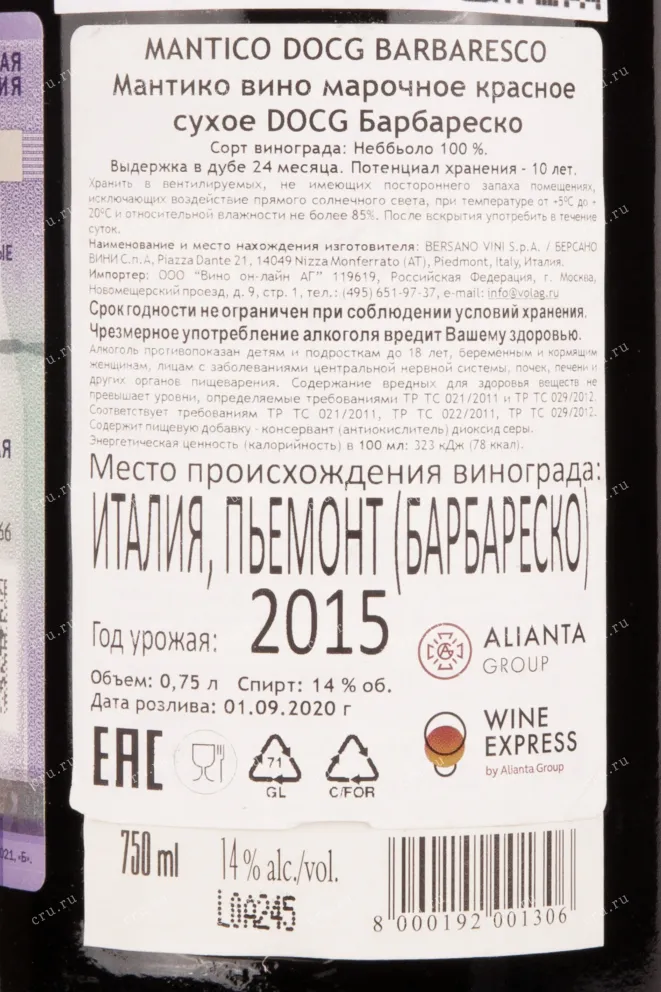 MANTICO DOCG BARBARESCO
Мантико вино марочное красное
сухое DOCG Барбареско
Сорт винограда: Неббьоло 100 %.
Выдержка в дубе 24 месяца. Потенциал хранения - 10 лет.
Хранить в вентилируемых, не имеющих постороннего запаха помещениях,
исключающих воздействие прямого солнечного света, при температуре от +5°С до +
20°С и относительной влажности не более 85%. После вскрытия употребить в течение
суток.
Наименование и место нахождения изготовителя: BERSANO VINI S.p.A. / БЕРСАНО
ВИНИ С.п.А, Piazza Dante 21, 14049 Nizza Monferrato (AT), Piedmont, Italy, Италия.
Импортер: ООО "Вино он-лайн АГ" 119619, Российская Федерация, г. Москва,
Новомещерский проезд, д. 9, стр. 1, тел.: (495) 651-97-37, e-mail: info@volag.ru
Срок годности не ограничен при соблюдении условий хранения.
Чрезмерное употребление алкоголя вредит Вашему здоровью.
Алкоголь противопоказан детям и подросткам до 18 лет, беременным и кормящим
женщинам, лицам с заболеваниями центральной нервной системы, почек, печени и
других органов пищеварения. Содержание вредных для здоровья веществ не
превышает уровни, определяемые требованиями ТР ТС 021/2011 и ТР ТС 029/2012.
Соответствует требованиям ТР ТС 021/2011, ТР ТС 022/2011, ТР ТС 029/2012.
Содержит пищевую добавку - консервант (антиокислитель) диоксид серы.
Энергетическая ценность (калорийность) в 100 мл: 323 кДж (78 ккал).
Место происхождения винограда:
ИТАЛИЯ, ПЬЕМОНТ (БАРБАРЕСКО)
Год урожая: 2015
Объем: 0,75 л Спирт: 14 % об.
Дата розлива: 01.09.2020 г
ALIANTA
GROUP
WINE
EXPRESS
by Alianta Group
EAC
71
GL
C/FOR
750 ml
14% alc./vol.
L0A245
8 000192 001306
cru.ru